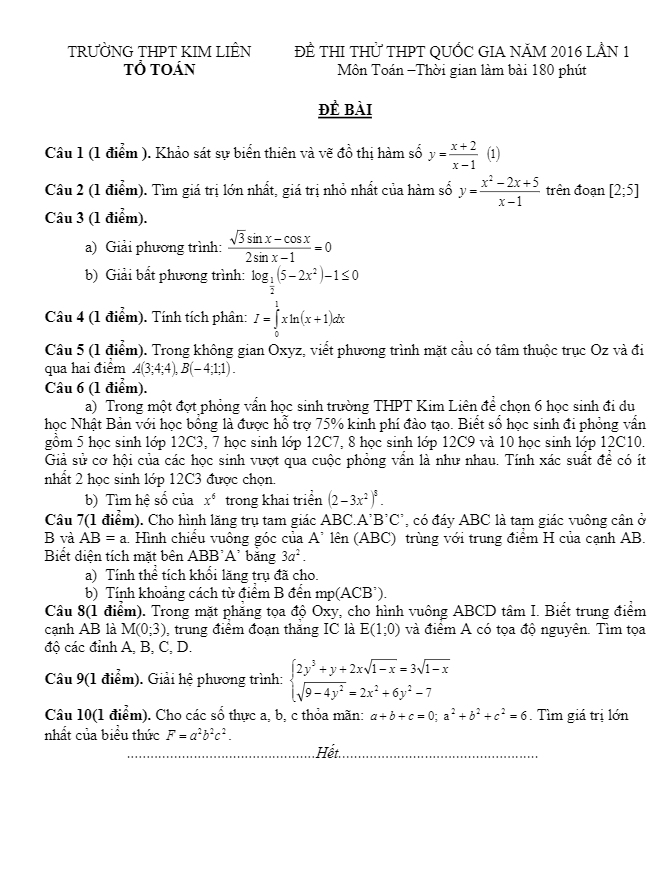 TRƯỜNG THPT KIM LIÊN ĐỀ THI THỬ THPT QUỐC GIA NĂM 2016 LẦN 1
TỔ TOÁN Môn Toán –Thời gian làm bài 180 phút
ĐỀ BÀI
Câu 1 (1 điểm ). Khảo sát sự biến thiên và vẽ đồ thị hàm số y = \frac{x+2}{x-1} (1)
Câu 2 (1 điểm). Tìm giá trị lớn nhất, giá trị nhỏ nhất của hàm số y = \frac{x^2-2x+5}{x-1} trên đoạn [2;5]
Câu 3 (1 điểm).
a) Giải phương trình: \frac{\sqrt{3}\sin x - \cos x}{2\sin x - 1} = 0
b) Giải bất phương trình: \log_{\frac{1}{2}}(5-2x^2)-1 ≤ 0
Câu 4 (1 điểm). Tính tích phân: I = \int_0^1 x\ln(x+1)dx
Câu 5 (1 điểm). Trong không gian Oxyz, viết phương trình mặt cầu có tâm thuộc trục Oz và đi
qua hai điểm A(3;4;4), B(−4;1;1).
Câu 6 (1 điểm).
a) Trong một đợt phỏng vấn học sinh trường THPT Kim Liên để chọn 6 học sinh đi du
học Nhật Bản với học bổng là được hỗ trợ 75% kinh phí đào tạo. Biết số học sinh đi phỏng vấn
gồm 5 học sinh lớp 12C3, 7 học sinh lớp 12C7, 8 học sinh lớp 12C9 và 10 học sinh lớp 12C10.
Giả sử cơ hội của các học sinh vượt qua cuộc phỏng vấn là như nhau. Tính xác suất để có ít
nhất 2 học sinh lớp 12C3 được chọn.
b) Tìm hệ số của x^6 trong khai triển (2−3x^2)^8.
Câu 7(1 điểm). Cho hình lăng trụ tam giác ABC.A’B’C’, có đáy ABC là tam giác vuông cân ở
B và AB = a. Hình chiếu vuông góc của A’ lên (ABC) trùng với trung điểm H của cạnh AB.
Biết diện tích mặt bên ABB’A’ bằng 3a^2.
a) Tính thể tích khối lăng trụ đã cho.
b) Tính khoảng cách từ điểm B đến mp(ACB’).
Câu 8(1 điểm). Trong mặt phẳng tọa độ Oxy, cho hình vuông ABCD tâm I. Biết trung điểm
cạnh AB là M(0;3), trung điểm đoạn thẳng IC là E(1;0) và điểm A có tọa độ nguyên. Tìm tọa
độ các đỉnh A, B, C, D.
Câu 9(1 điểm). Giải hệ phương trình: \begin{cases} 2y^3+y+2x\sqrt{1-x}=3\sqrt{1-x} \\ \sqrt{9-4y^2}=2x^2+6y^2-7 \end{cases}
Câu 10(1 điểm). Cho các số thực a, b, c thỏa mãn: a+b+c=0; a^2+b^2+c^2=6. Tìm giá trị lớn
nhất của biểu thức F = a^2b^2c^2.
................................................Hết...................................................